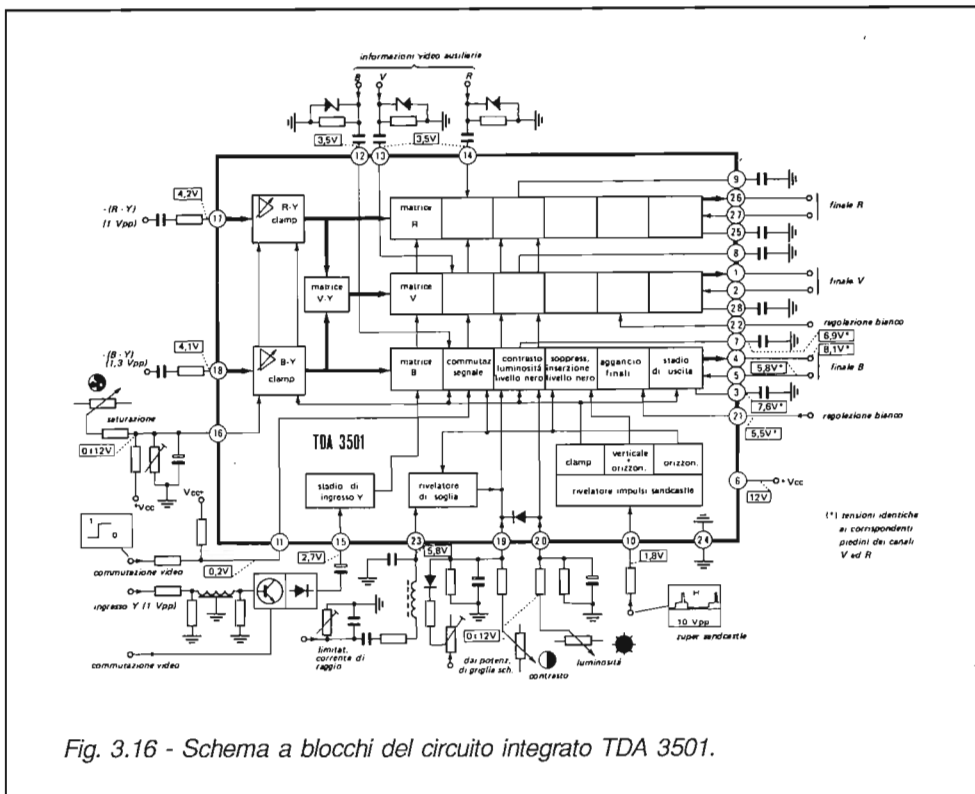 informazioni video ausiliarie
B V R
3,5V
3,5V
12 13 14
9
4,2V
-(R-Y)
(1 Vpp)
17
R-Y
clamp
matrice
R
26
27
25
finale R
8
matrice
V-Y
matrice
V
1
2
28
finale V
22
regolazione bianco
7
6,9V*
8,1V*
-(B-Y)
(1,3 Vpp)
4,1V
18
B-Y
clamp
matrice
B
commutaz
segnale
contrasto
luminosità
livello nero
soppress.
inserzione
livello nero
aggancio
finali
stadio
di uscita
4
5
5,8V*
finale B
3
7,6V*
saturazione
16
21
regolazione bianco
5,5V*
0÷12V
TDA 3501
+Vcc
Vcc+
stadio di
ingresso Y
rivelatore
di soglia
clamp
verticale
+
orizzon.
orizzon.
rivelatore impulsi sandcastle
6
+Vcc
12V
(*) tensioni identiche
ai corrispondenti
piedini dei canali
V ed R
1
0
11 15 23 19 20 10 24
commutazione video
0,2V
2,7V
5,8V
1,8V
ingresso Y (1 Vpp)
H
10 Vpp
super sandcastle
0÷12V
commutazione video
limitat.
corrente di
raggio
dai potenz.
di griglia sch.
contrasto
luminosità
Fig. 3.16 - Schema a blocchi del circuito integrato TDA 3501.